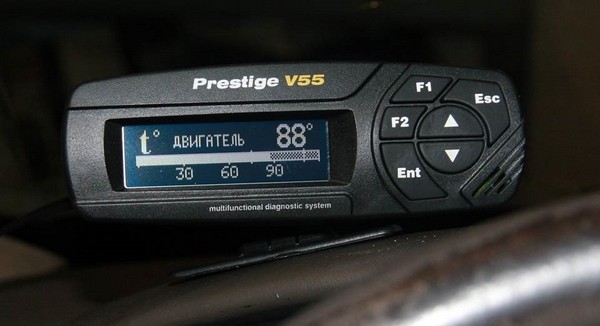 Prestige V55
t° ДВИГАТЕЛЬ 88°
30 60 90
multifunctional diagnostic system
F1
Esc
F2
Ent